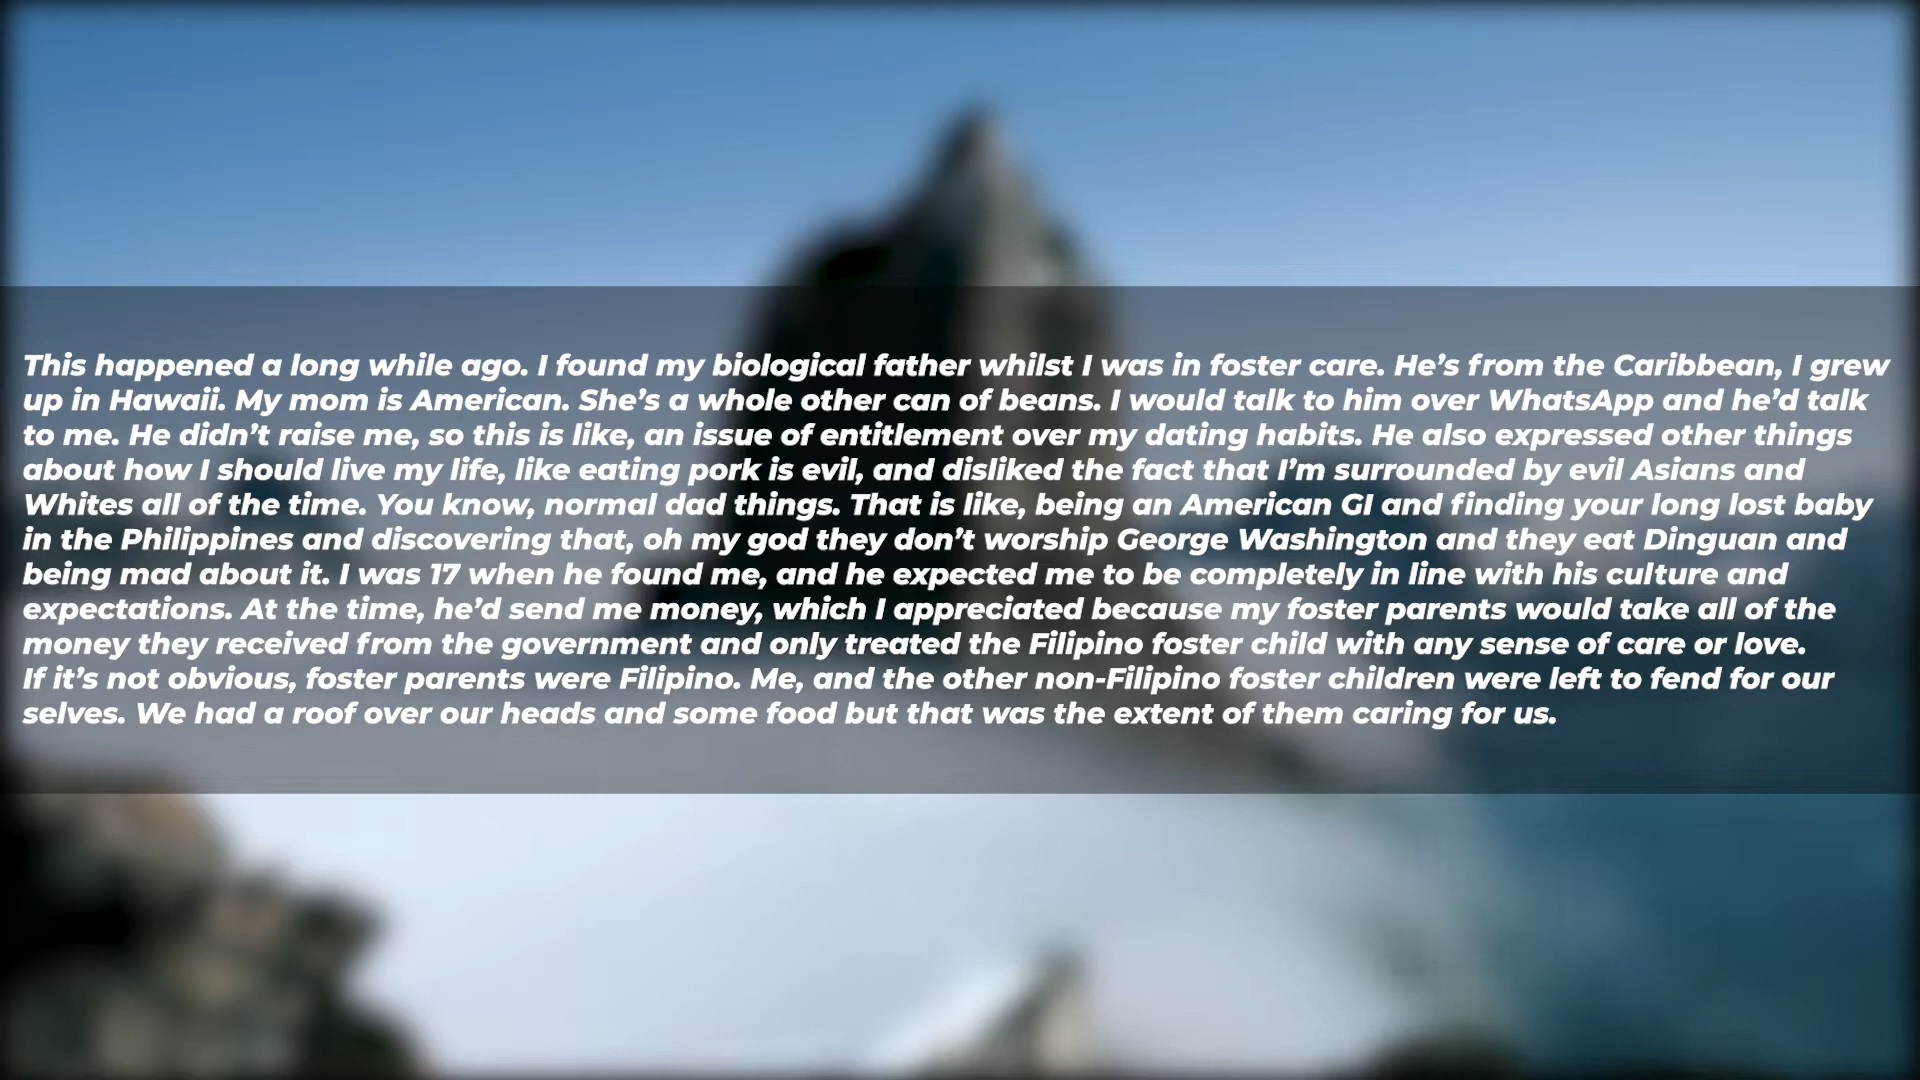 This happened a long while ago. I found my biological father whilst I was in foster care. He’s from the Caribbean, I grew
up in Hawaii. My mom is American. She’s a whole other can of beans. I would talk to him over WhatsApp and he’d talk
to me. He didn’t raise me, so this is like, an issue of entitlement over my dating habits. He also expressed other things
about how I should live my life, like eating pork is evil, and disliked the fact that I’m surrounded by evil Asians and
Whites all of the time. You know, normal dad things. That is like, being an American GI and finding your long lost baby
in the Philippines and discovering that, oh my god they don’t worship George Washington and they eat Dinguan and
being mad about it. I was 17 when he found me, and he expected me to be completely in line with his culture and
expectations. At the time, he’d send me money, which I appreciated because my foster parents would take all of the
money they received from the government and only treated the Filipino foster child with any sense of care or love.
If it’s not obvious, foster parents were Filipino. Me, and the other non-Filipino foster children were left to fend for our
selves. We had a roof over our heads and some food but that was the extent of them caring for us.